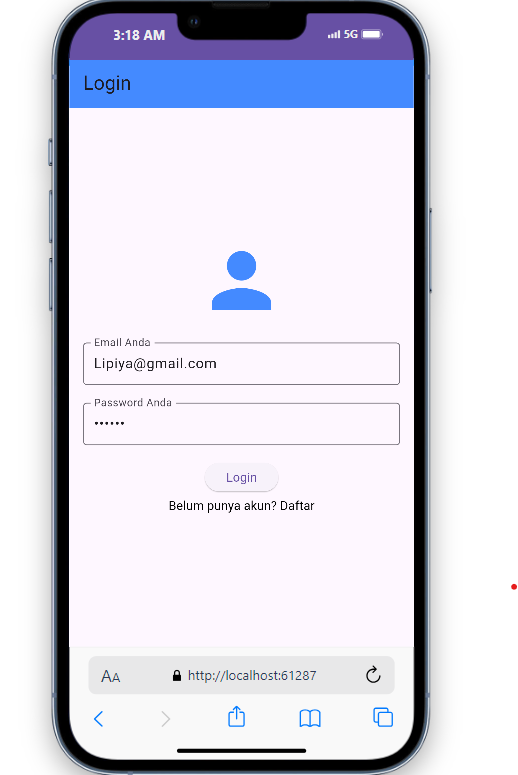 3:18 AM 5G
Login
Email Anda
Lipiya@gmail.com
Password Anda
••••••
Login
Belum punya akun? Daftar
AA http://localhost:61287